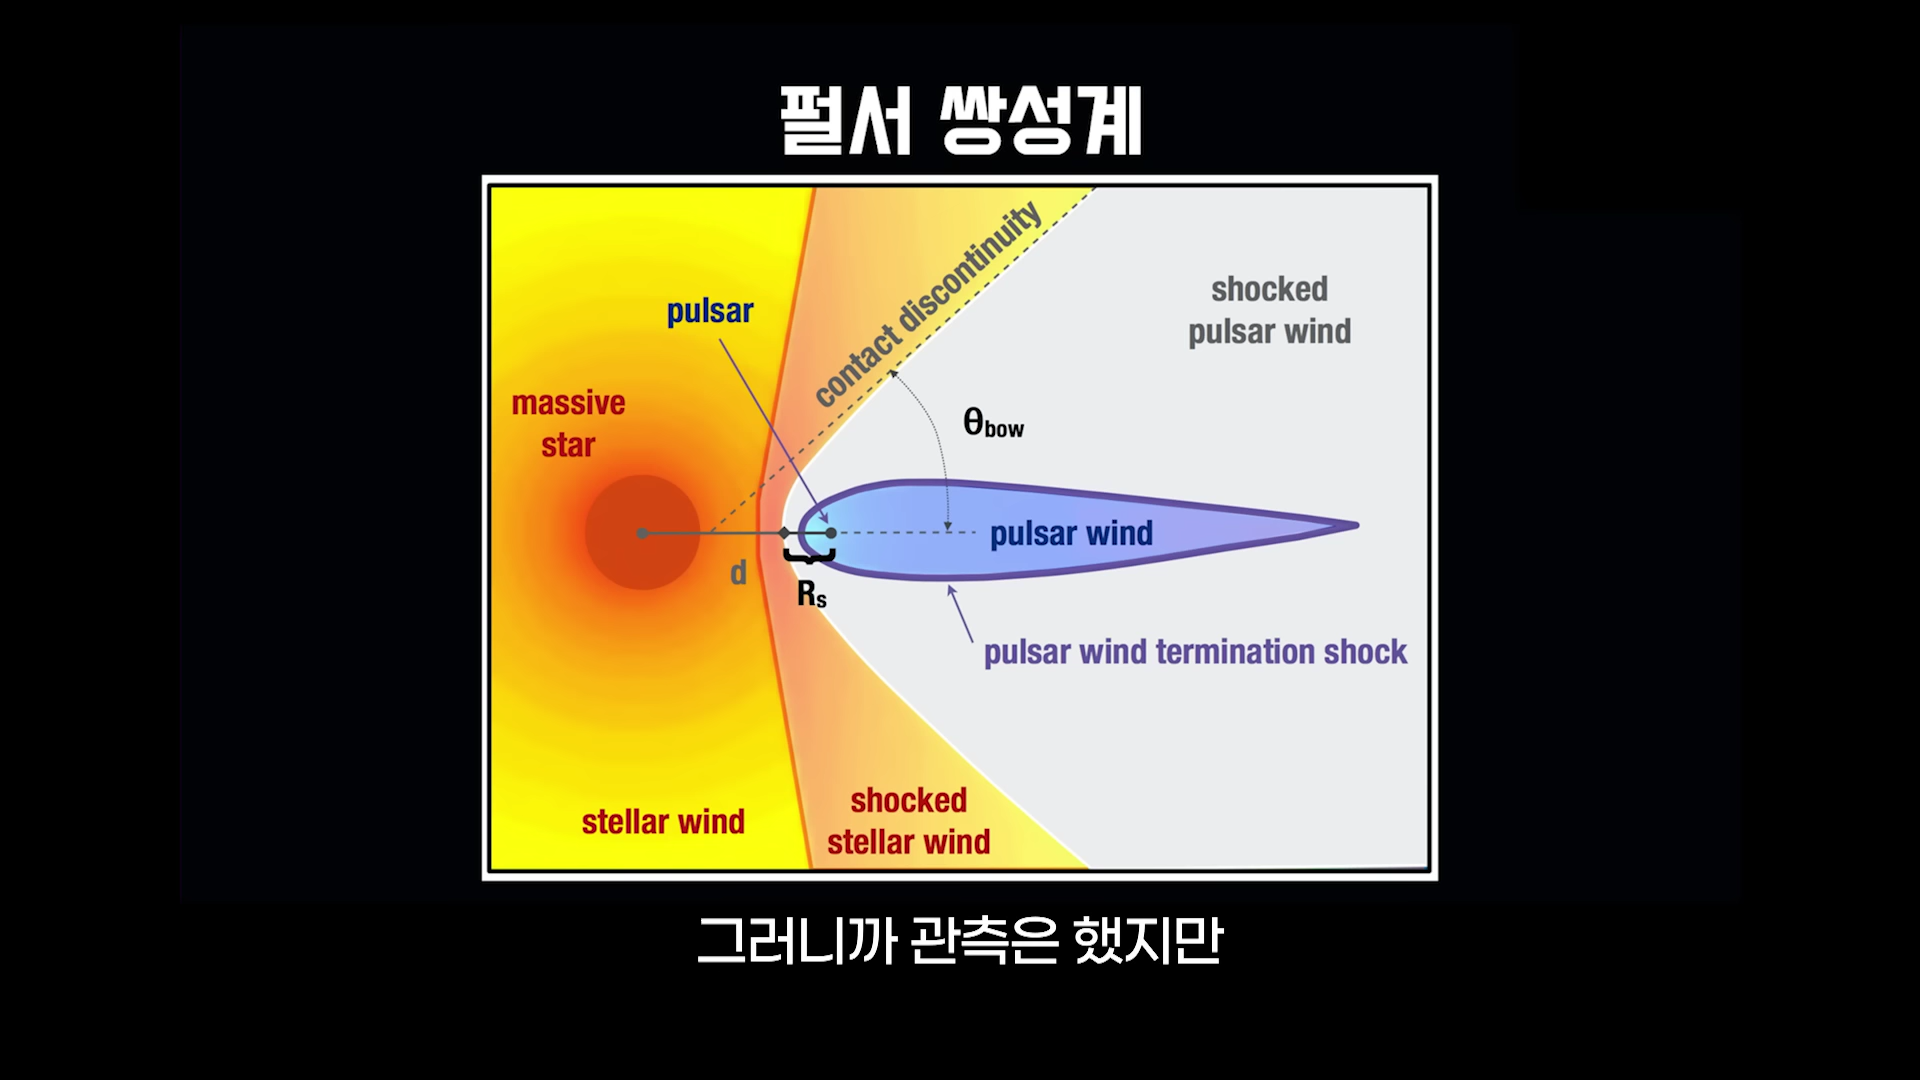 펄서 쌍성계
contact discontinuity
shocked
pulsar wind
pulsar
massive
star
θbow
pulsar wind
d
Rs
pulsar wind termination shock
shocked
stellar wind
stellar wind
그러니까 관측은 했지만